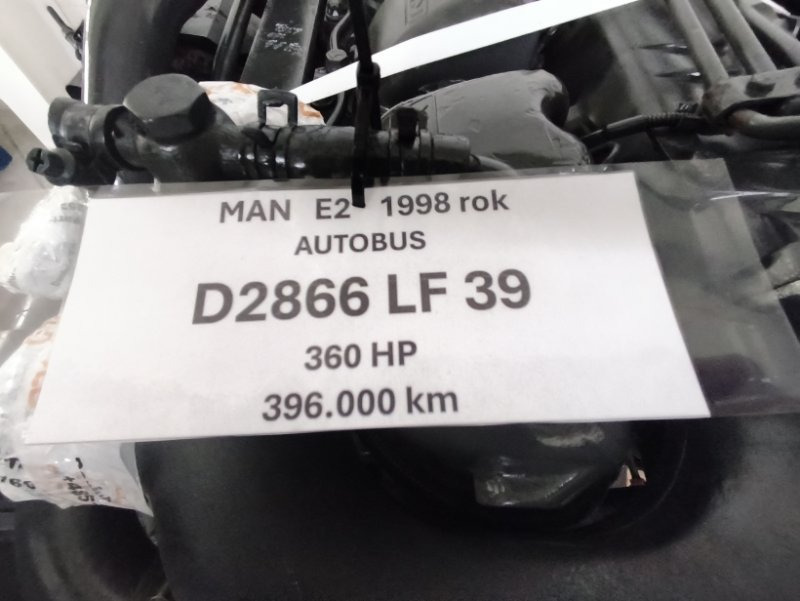 MAN E2 1998 rok
AUTOBUS
D2866 LF 39
360 HP
396.000 km